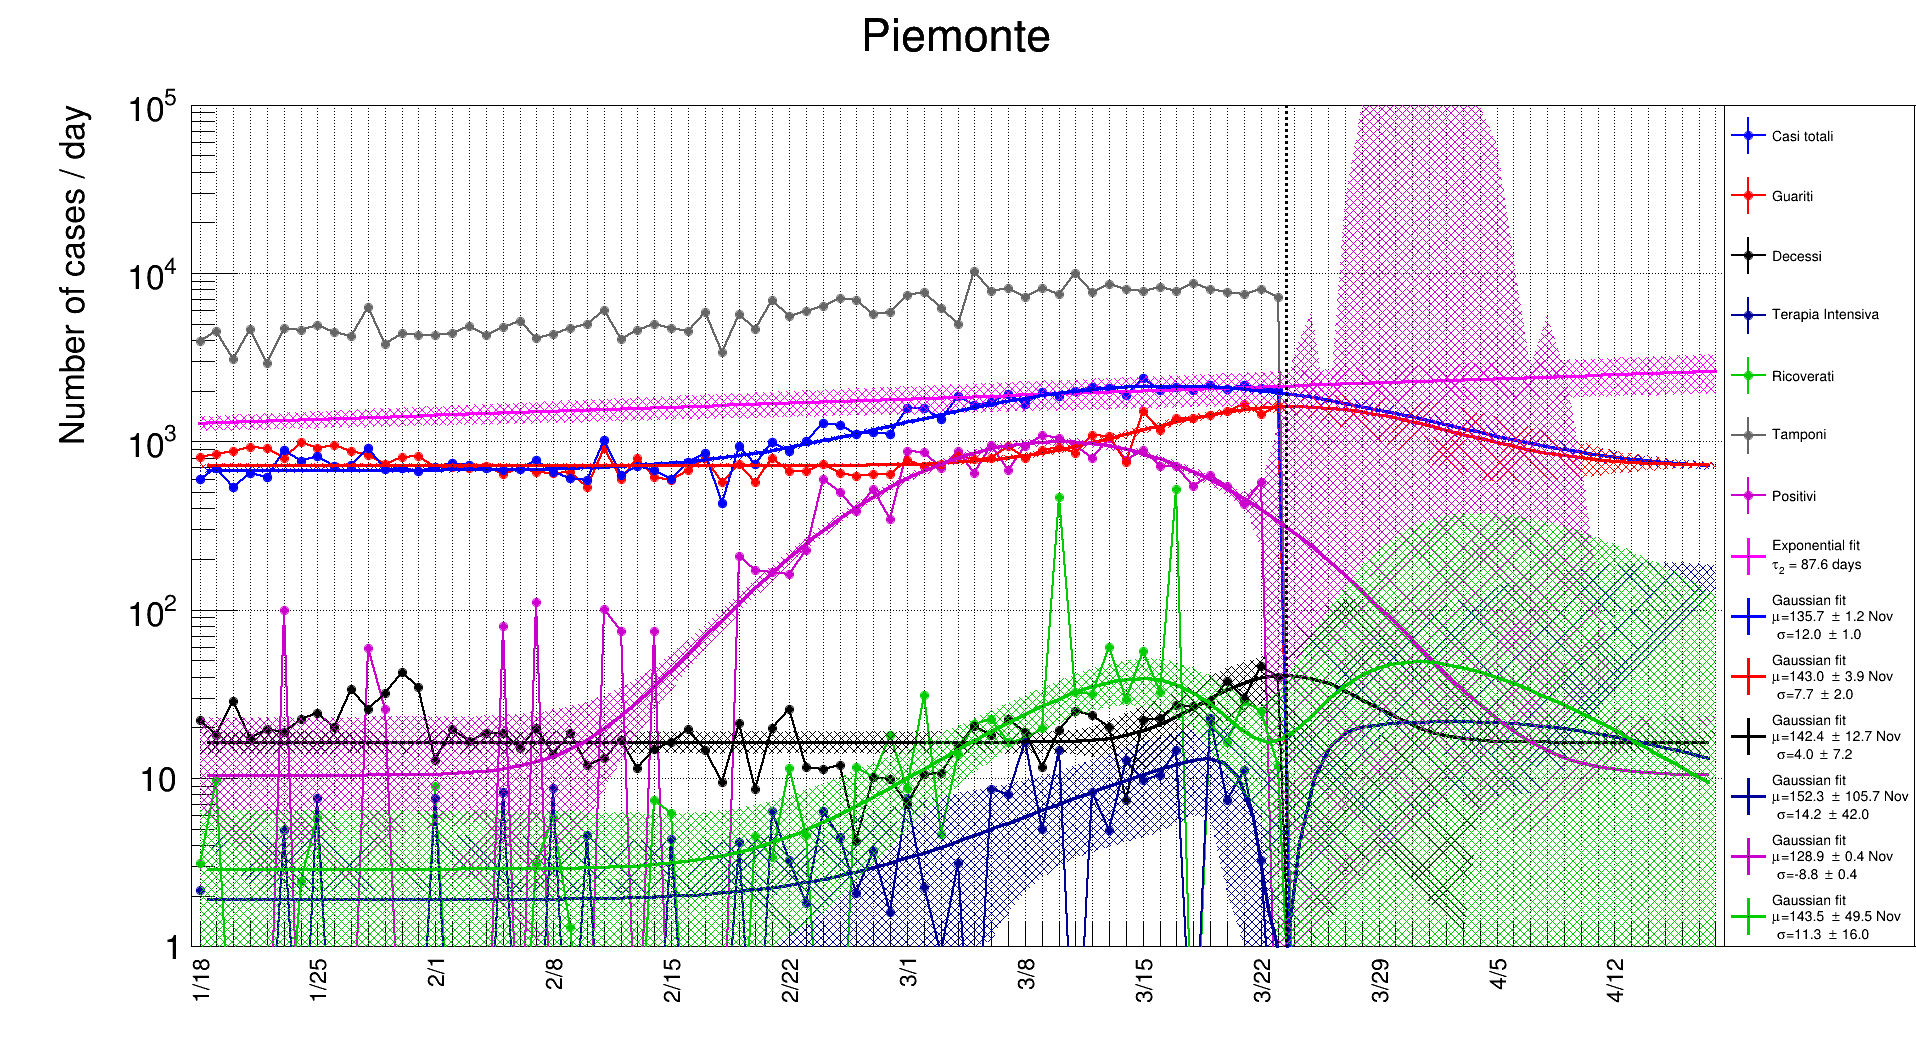 Piemonte
Number of cases / day
10^5
10^4
10^3
10^2
10
1
1/18
1/25
2/1
2/8
2/15
2/22
3/1
3/8
3/15
3/22
3/29
4/5
4/12
Casi totali
Guariti
Decessi
Terapia Intensiva
Ricoverati
Tamponi
Positivi
Exponential fit
τ_2 = 87.6 days
Gaussian fit
μ=135.7 ± 1.2 Nov
σ=12.0 ± 1.0
Gaussian fit
μ=143.0 ± 3.9 Nov
σ=7.7 ± 2.0
Gaussian fit
μ=142.4 ± 12.7 Nov
σ=4.0 ± 7.2
Gaussian fit
μ=152.3 ± 105.7 Nov
σ=14.2 ± 42.0
Gaussian fit
μ=128.9 ± 0.4 Nov
σ=-8.8 ± 0.4
Gaussian fit
μ=143.5 ± 49.5 Nov
σ=11.3 ± 16.0